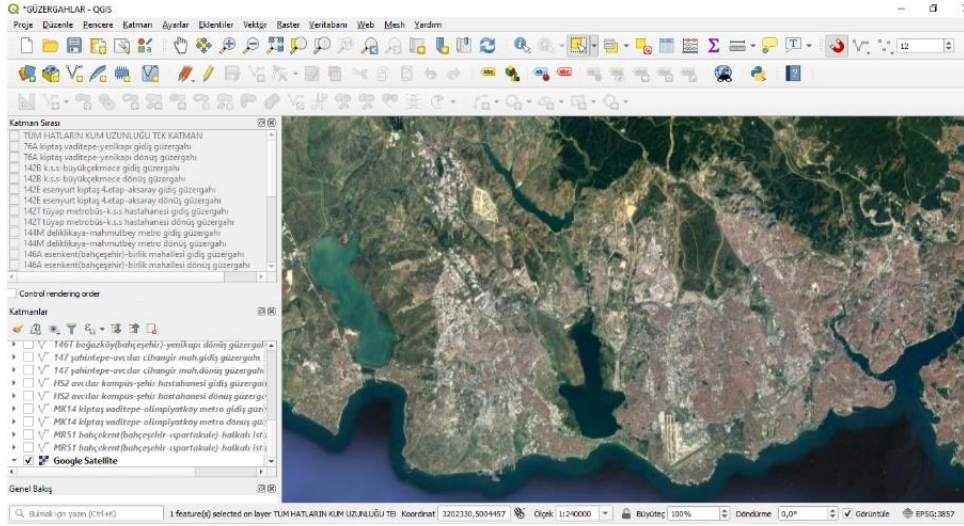 *GÜZERGAHLAR - QGIS
Proje Düzenle Pencere Katman Ayarlar Eklentiler Vektör Raster Veritabanı Web Mesh Yardım
12
Katman Sırası
TÜM HATLARIN KUM UZUNLUĞU TEK KATMAN
76A kiptaş vaditepe-yenikapı gidiş güzergahı
76A kiptaş vaditepe-yenikapı dönüş güzergahı
142B k.s.s-büyükçekmece gidiş güzergahı
142B k.s.s-büyükçekmece dönüş güzergahı
142E esenyurt kiptaş 4.etap-aksaray gidiş güzergahı
142E esenyurt kiptaş 4.etap-aksaray dönüş güzergahı
142T tüyap metrobüs-k.s.s hastahanesi gidiş güzergahı
142T tüyap metrobüs-k.s.s hastahanesi dönüş güzergahı
144M deliklikaya-mahmutbey metro gidiş güzergahı
144M deliklikaya-mahmutbey metro dönüş güzergahı
146A esenkent(bahçeşehir)-birlik mahallesi gidiş güzergahı
146A esenkent(bahçeşehir)-birlik mahallesi dönüş güzergahı
Control rendering order
Katmanlar
146T boğazköy(bahçeşehir)-yenikapı dönüş güzergah
147 şahintepe-avcılar cihangir mah.gidiş güzergahı
147 şahintepe-avcılar cihangir mah.dönüş güzergahı
HS2 avcılar kampüs-şehir hastahanesi gidiş güzergah
HS2 avcılar kampüs-şehir hastahanesi dönüş güzerga
MK14 kiptaş vaditepe-olimpiyatköy metro gidiş güz
MK14 kiptaş vaditepe-olimpiyatköy metro dönüş gü
MR51 bahçekent(bahçeşehir-ispartakule)-halkalı ist
MR51 bahçekent(bahçeşehir-ispartakule)-halkalı ist
Google Satellite
Genel Bakış
Bulmak için yazın (Ctrl+K) 1 feature(s) selected on layer TÜM HATLARIN KUM UZUNLUĞU TE Koordinat 3202330,5004457 Ölçek 1:240000 Büyüteç 100% Döndürme 0,0° Görüntüle EPSG:3857